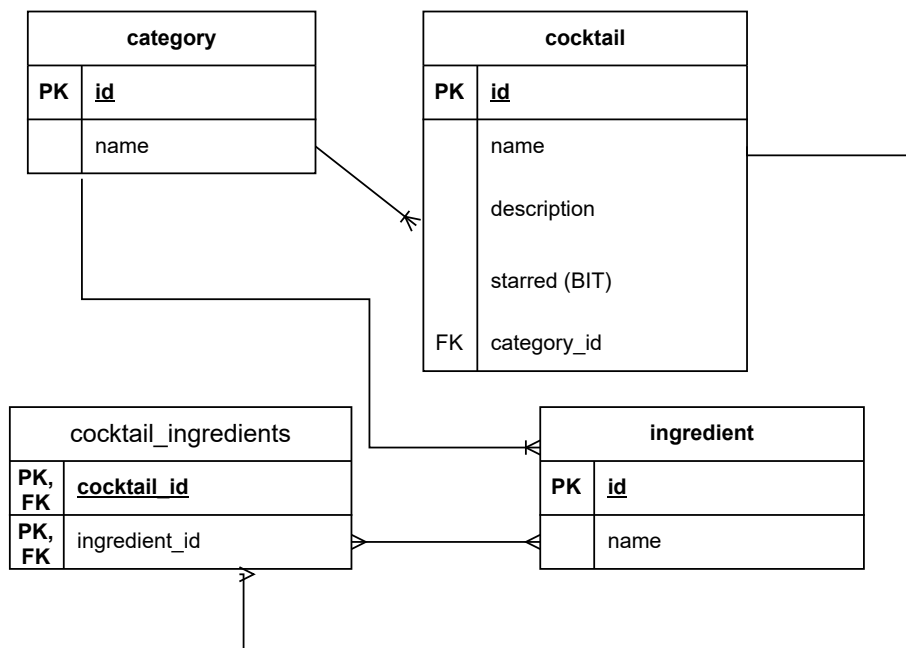 category
PK id
name
cocktail
PK id
name
description
starred (BIT)
FK category_id
cocktail_ingredients
PK,
FK
cocktail_id
PK,
FK
ingredient_id
ingredient
PK id
name